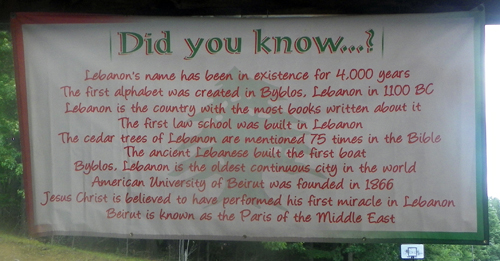 Did you know...?
Lebanon's name has been in existence for 4,000 years
The first alphabet was created in Byblos, Lebanon in 1100 BC
Lebanon is the country with the most books written about it
The first law school was built in Lebanon
The cedar trees of Lebanon are mentioned 75 times in the Bible
The ancient Lebanese built the first boat
Byblos, Lebanon is the oldest continuous city in the world
American University of Beirut was founded in 1866
Jesus Christ is believed to have performed his first miracle in Lebanon
Beirut is known as the Paris of the Middle East